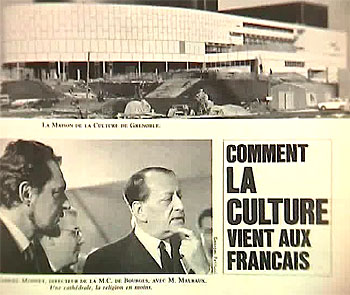 LA MAISON DE LA CULTURE DE GRENOBLE.
COMMENT
LA
CULTURE
VIENT AUX
FRANCAIS
MONNET, DIRECTEUR DE LA M.C. DE BOURGES, AVEC M. MALRAUX.
Une cathédrale, la religion en moins.